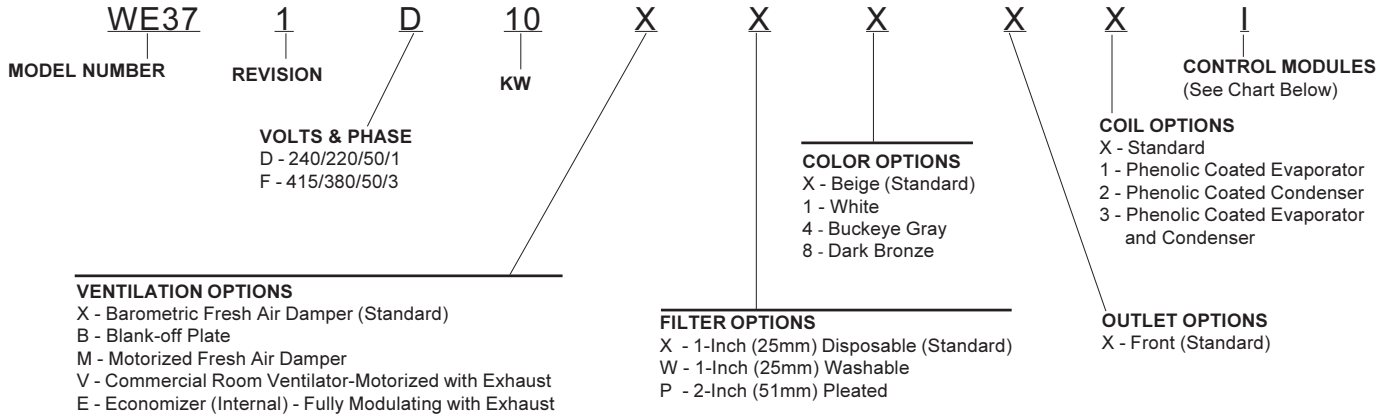 WE37 1 D 10 X X X X X I
MODEL NUMBER
REVISION
KW
CONTROL MODULES
(See Chart Below)
VOLTS & PHASE
D - 240/220/50/1
F - 415/380/50/3
COIL OPTIONS
X - Standard
1 - Phenolic Coated Evaporator
2 - Phenolic Coated Condenser
3 - Phenolic Coated Evaporator
and Condenser
COLOR OPTIONS
X - Beige (Standard)
1 - White
4 - Buckeye Gray
8 - Dark Bronze
VENTILATION OPTIONS
X - Barometric Fresh Air Damper (Standard)
B - Blank-off Plate
M - Motorized Fresh Air Damper
V - Commercial Room Ventilator-Motorized with Exhaust
E - Economizer (Internal) - Fully Modulating with Exhaust
FILTER OPTIONS
X - 1-Inch (25mm) Disposable (Standard)
W - 1-Inch (25mm) Washable
P - 2-Inch (51mm) Pleated
OUTLET OPTIONS
X - Front (Standard)